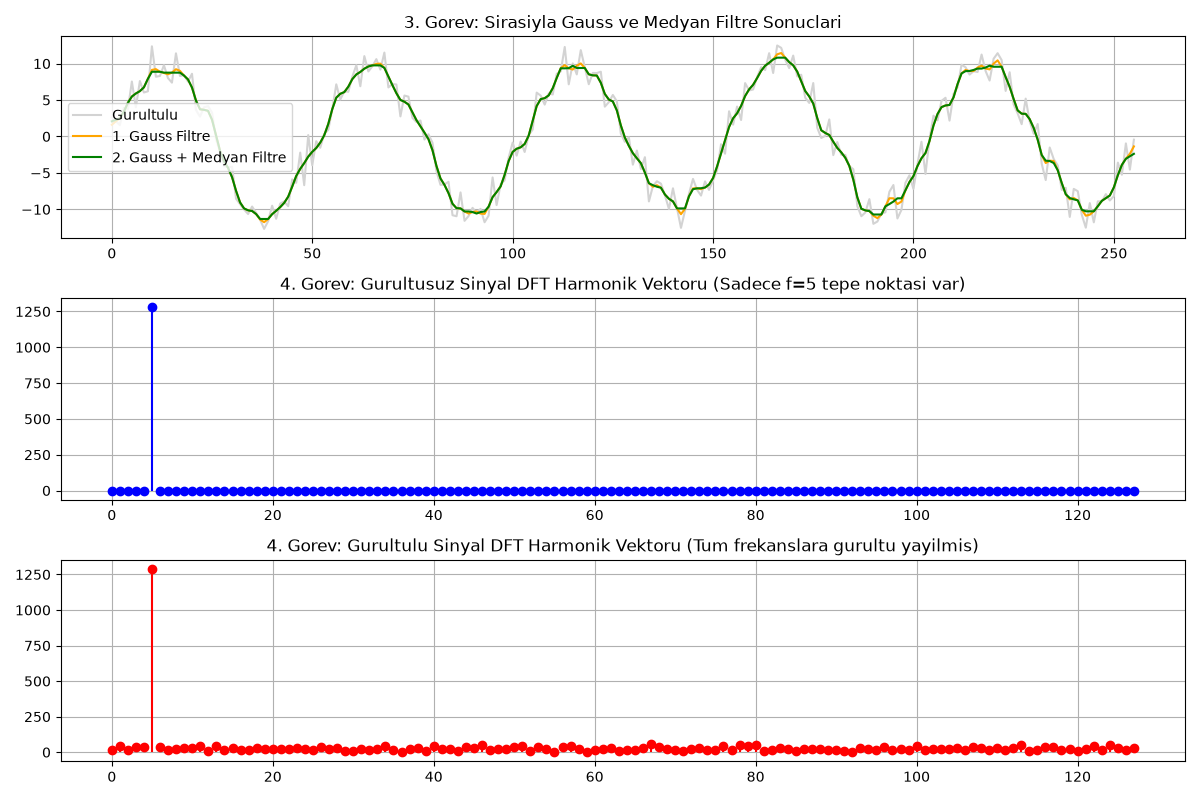 3. Gorev: Sirasiyla Gauss ve Medyan Filtre Sonuclari
10
5
0
−5
−10
Gurultulu
1. Gauss Filtre
2. Gauss + Medyan Filtre
0 50 100 150 200 250
4. Gorev: Gurultusuz Sinyal DFT Harmonik Vektoru (Sadece f=5 tepe noktasi var)
1250
1000
750
500
250
0
0 20 40 60 80 100 120
4. Gorev: Gurultulu Sinyal DFT Harmonik Vektoru (Tum frekanslara gurultu yayilmis)
1250
1000
750
500
250
0
0 20 40 60 80 100 120